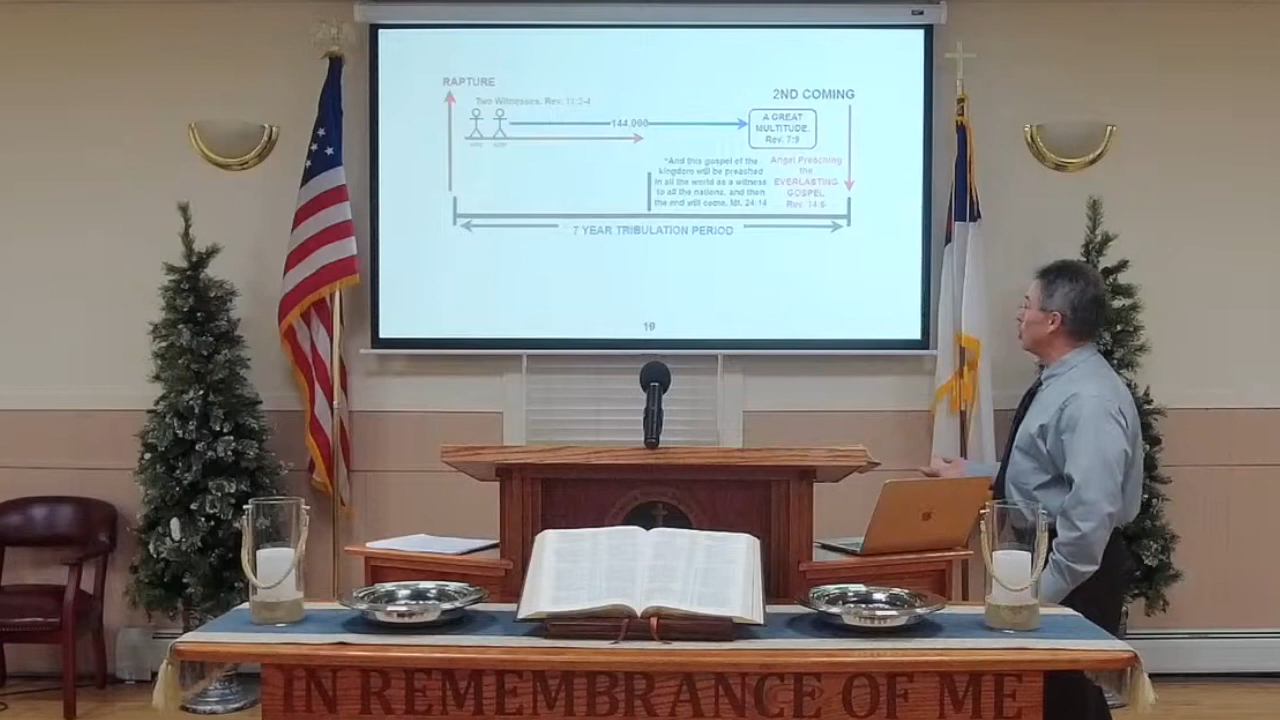 RAPTURE
2ND COMING
Two Witnesses. Rev. 11:3-4
144,000
A GREAT
MULTITUDE.
Rev. 7:9
"And this gospel of the
kingdom will be preached
in all the world as a witness
to all the nations, and then
the end will come. Mt. 24:14
Angel Preaching
the
EVERLASTING
GOSPEL
Rev. 14:6
7 YEAR TRIBULATION PERIOD
IN REMEMBRANCE OF ME